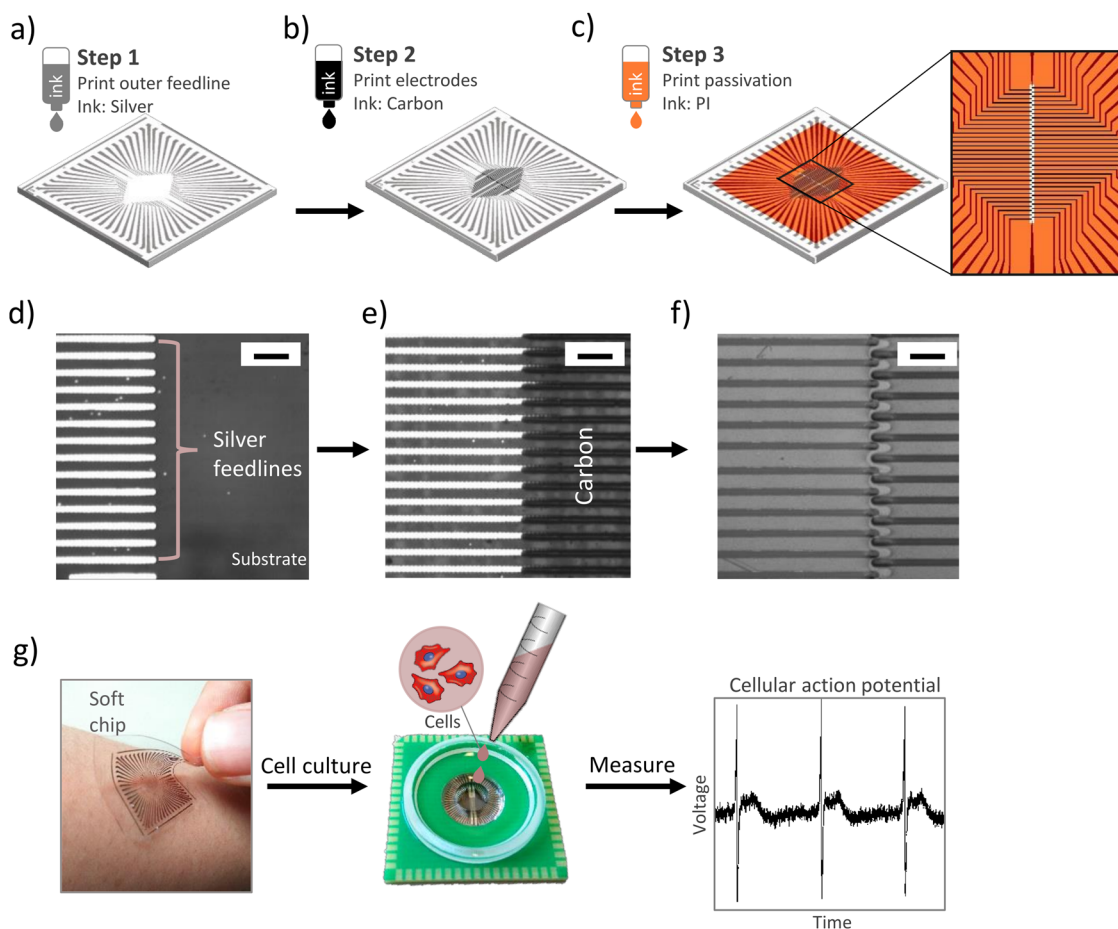 a)
ink
Step 1
Print outer feedline
Ink: Silver
b)
ink
Step 2
Print electrodes
Ink: Carbon
c)
ink
Step 3
Print passivation
Ink: PI
d)
Silver
feedlines
Substrate
e)
Carbon
f)
g)
Soft
chip
Cell culture
Cells
Measure
Cellular action potential
Voltage
Time